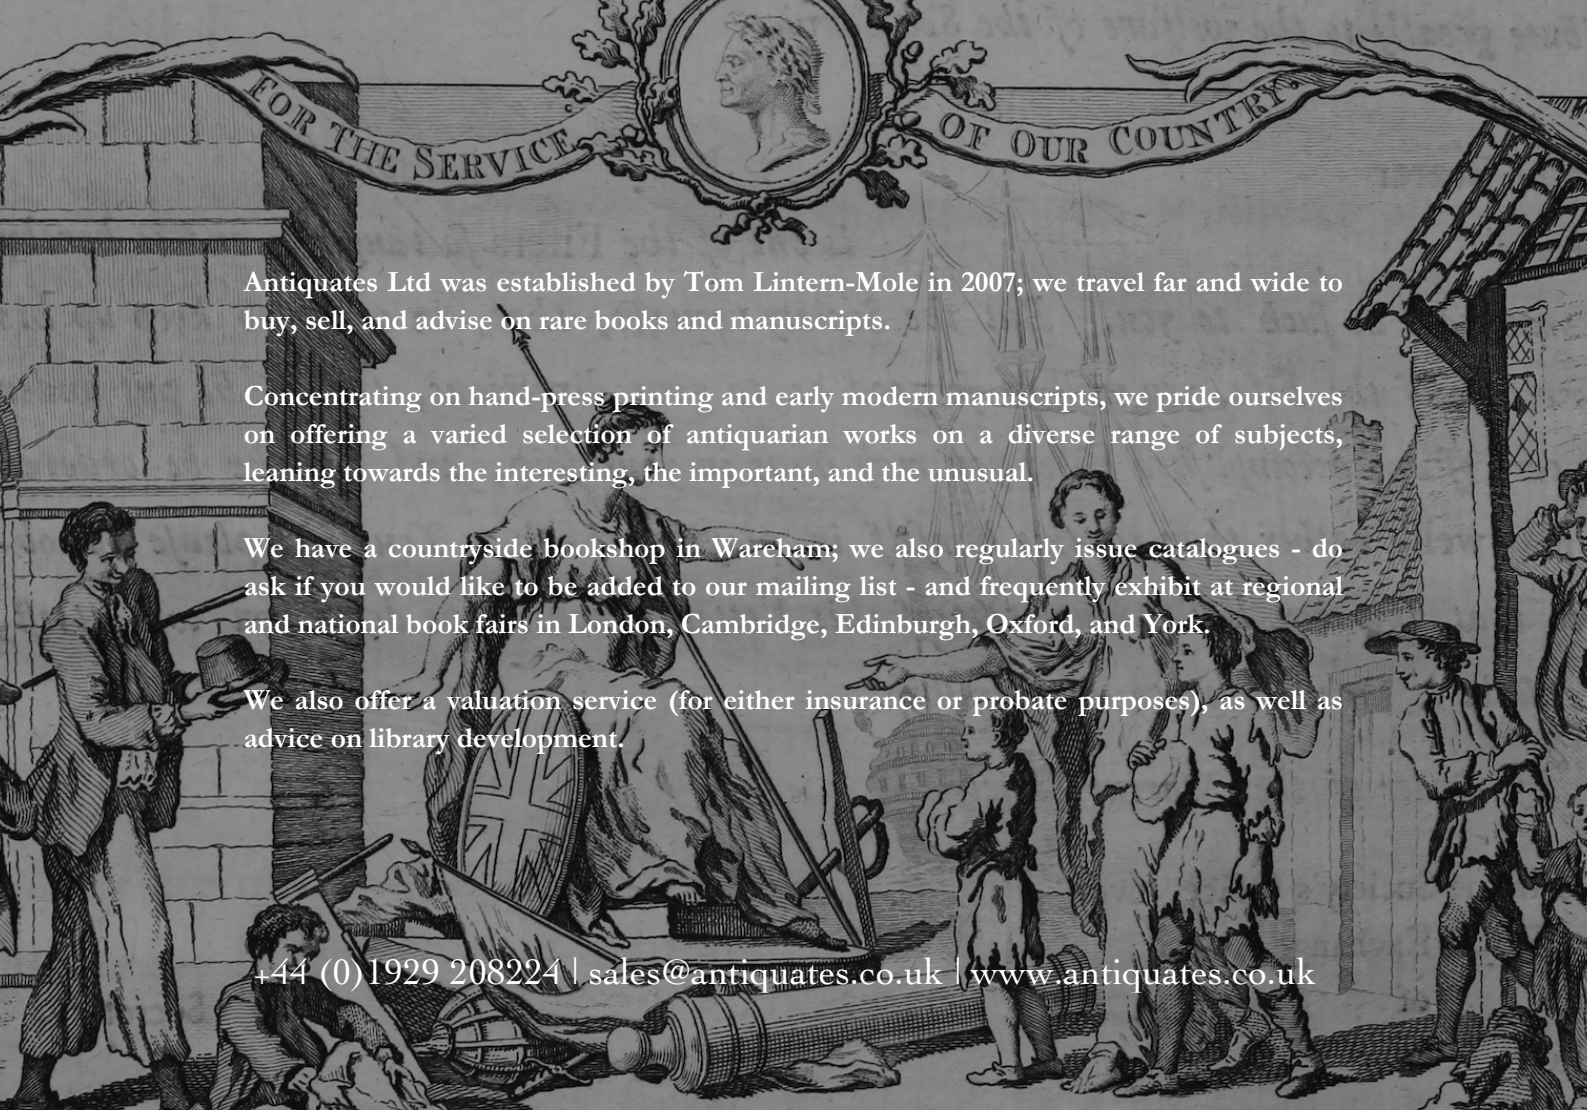 FOR THE SERVICE OF OUR COUNTRY
Antiquates Ltd was established by Tom Lintern-Mole in 2007; we travel far and wide to
buy, sell, and advise on rare books and manuscripts.
Concentrating on hand-press printing and early modern manuscripts, we pride ourselves
on offering a varied selection of antiquarian works on a diverse range of subjects,
leaning towards the interesting, the important, and the unusual.
We have a countryside bookshop in Wareham; we also regularly issue catalogues - do
ask if you would like to be added to our mailing list - and frequently exhibit at regional
and national book fairs in London, Cambridge, Edinburgh, Oxford, and York.
We also offer a valuation service (for either insurance or probate purposes), as well as
advice on library development.
+44 (0)1929 208224 | sales@antiquates.co.uk | www.antiquates.co.uk